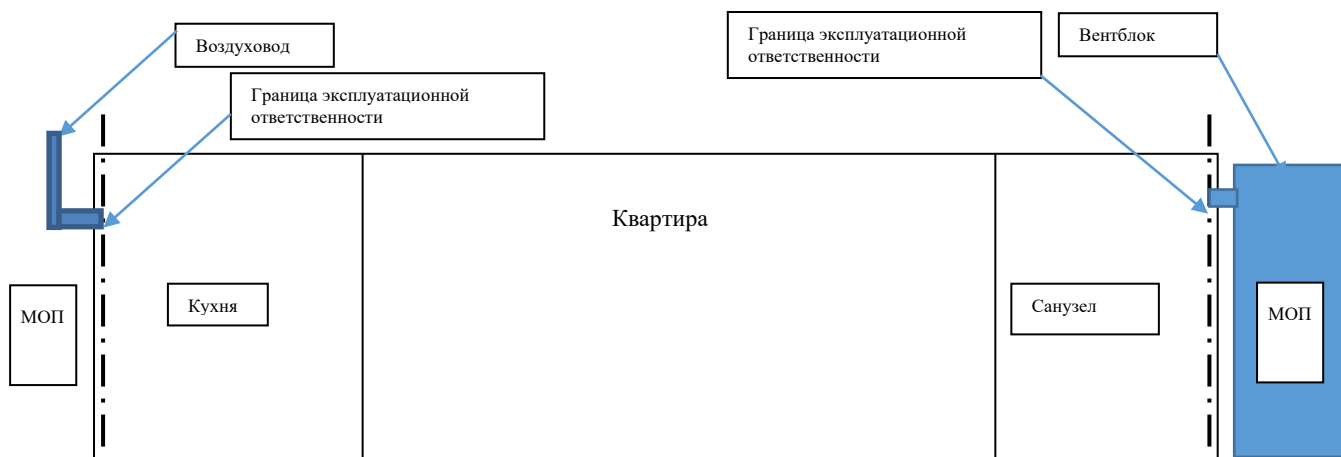 Воздуховод
Граница эксплуатационной
ответственности
Вентблок
Граница эксплуатационной
ответственности
Квартира
МОП
Кухня
Санузел
МОП